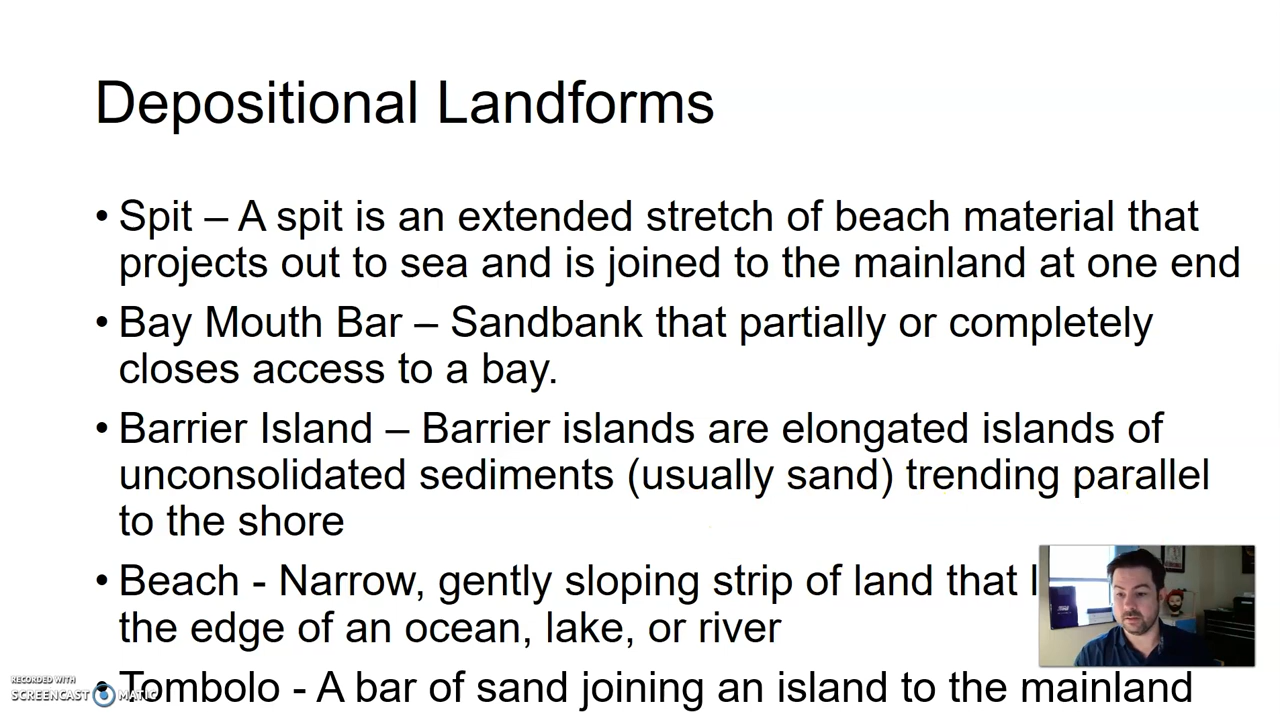 Depositional Landforms
• Spit – A spit is an extended stretch of beach material that
projects out to sea and is joined to the mainland at one end
• Bay Mouth Bar – Sandbank that partially or completely
closes access to a bay.
• Barrier Island – Barrier islands are elongated islands of
unconsolidated sediments (usually sand) trending parallel
to the shore
• Beach - Narrow, gently sloping strip of land that
the edge of an ocean, lake, or river
• Tombolo - A bar of sand joining an island to the mainland
RECORDED WITH
SCREENCAST MATIC